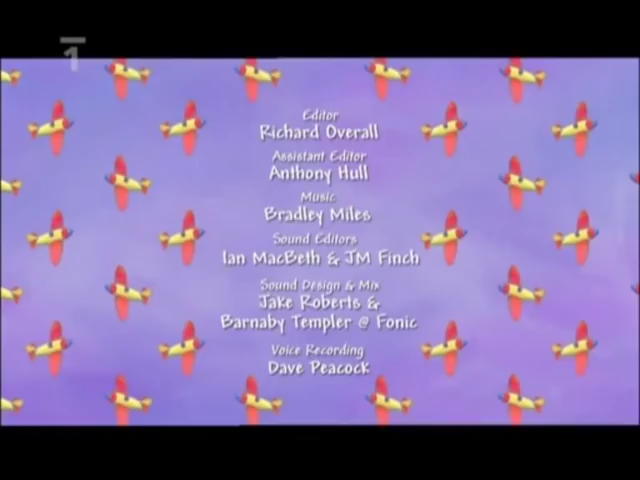 1
Editor
Richard Overall
Assistant Editor
Anthony Hull
Music
Bradley Miles
Sound Editors
Ian MacBeth & JM Finch
Sound Design & Mix
Jake Roberts &
Barnaby Templer @ Fonic
Voice Recording
Dave Peacock